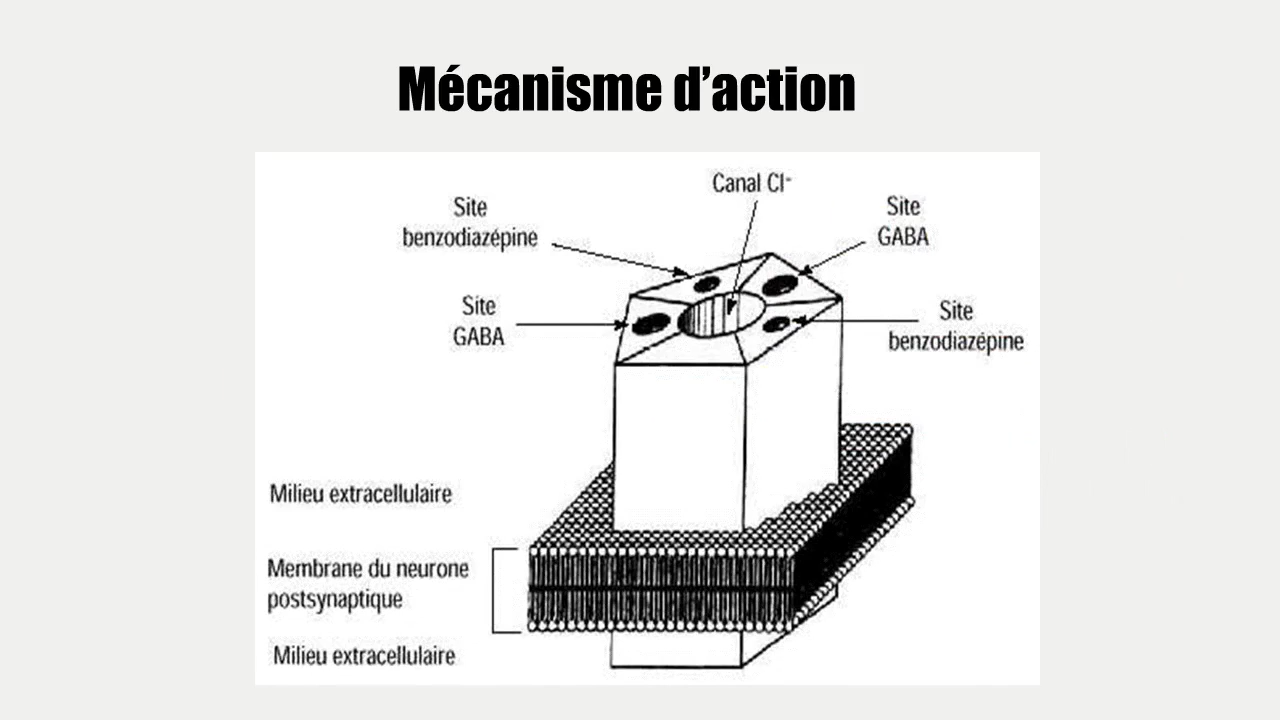 Mécanisme d’action
Canal Cl-
Site
benzodiazépine
Site
GABA
Site
GABA
Site
benzodiazépine
Milieu extracellulaire
Membrane du neurone
postsynaptique
Milieu extracellulaire